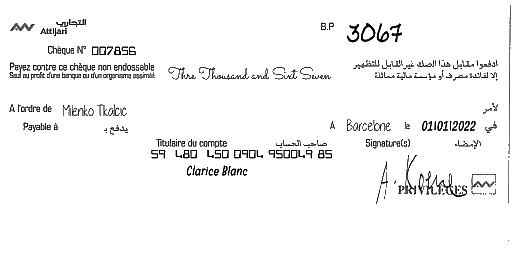 التجاري
Attijari
B.P 3067
Chèque N° 007856
Payez contre ce chèque non endossable
Sauf au profit d'une banque ou d'un organisme assimilé
Thre Thousand and Sixt Seven
ادفعوا مقابل هذا الصك غير القابل للتظهير
إلا لفائدة مصرف أو مؤسسة مالية مماثلة
A l'ordre de Milenko Tkalcic
لأمر
Payable à يدفع بـ
A Barcelone le 01/01/2022 في
Titulaire du compte صاحب الحساب
Signature(s) الإمضاء
59 480 450 0904 950049 85
Clarice Blanc
PRIVILEGES